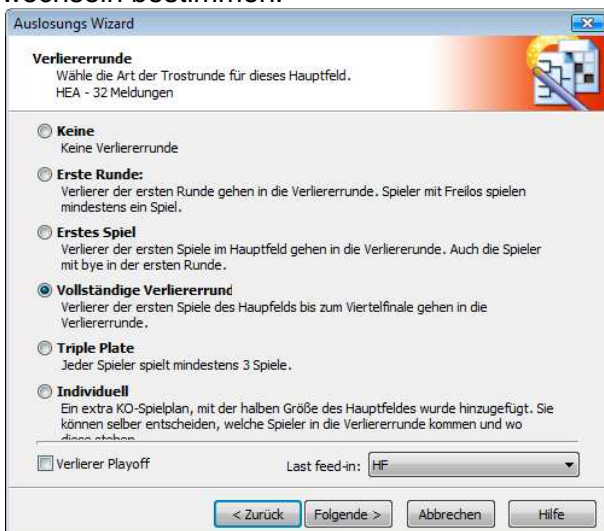 wechseln bestimmen.
Auslosungs Wizard
Verliererrunde
Wähle die Art der Trostrunde für dieses Hauptfeld.
HEA - 32 Meldungen
Keine
Keine Verliererrunde
Erste Runde:
Verlierer der ersten Runde gehen in die Verliererrunde. Spieler mit Freilos spielen
mindestens ein Spiel.
Erstes Spiel
Verlierer der ersten Spiele im Hauptfeld gehen in die Verliererunde. Auch die Spieler
mit bye in der ersten Runde.
Vollständige Verliererrund
Verlierer der ersten Spiele des Haupfelds bis zum Viertelfinale gehen in die
Verliererrunde.
Triple Plate
Jeder Spieler spielt mindestens 3 Spiele.
Individuell
Ein extra KO-Spielplan, mit der halben Größe des Hauptfeldes wurde hinzugefügt. Sie
können selber entscheiden, welche Spieler in die Verliererrunde kommen und wo
diese stehen
Verlierer Playoff
Last feed-in: HF
< Zurück Folgende > Abbrechen Hilfe